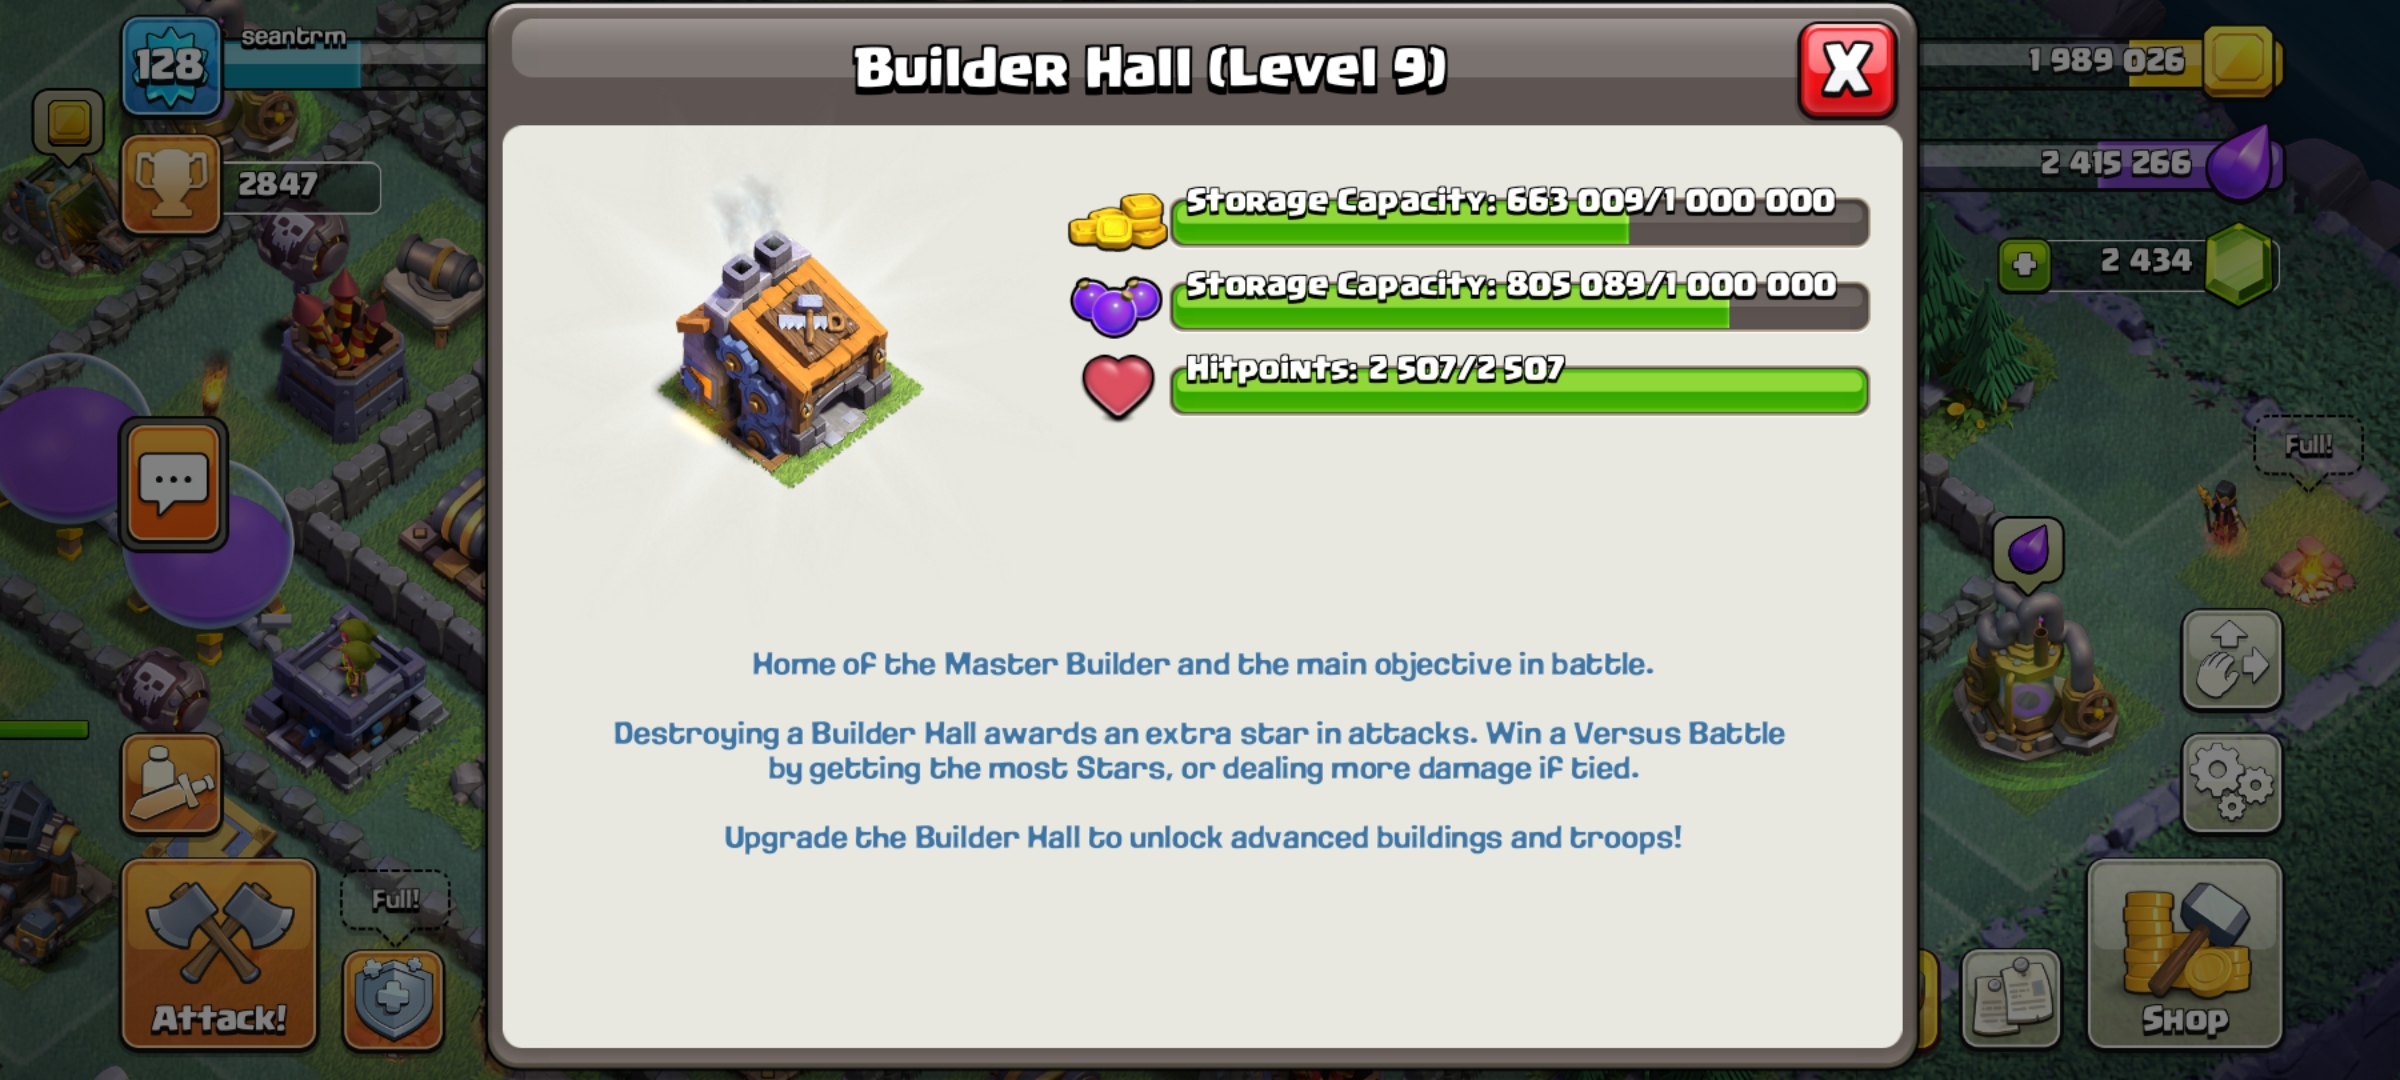 128
seantrm
2847
Builder Hall (Level 9)
X
Storage Capacity: 663 009/1 000 000
Storage Capacity: 805 089/1 000 000
Hitpoints: 2 507/2 507
Home of the Master Builder and the main objective in battle.
Destroying a Builder Hall awards an extra star in attacks. Win a Versus Battle
by getting the most Stars, or dealing more damage if tied.
Upgrade the Builder Hall to unlock advanced buildings and troops!
1 989 026
2 415 266
2 434
Full!
Full!
Attack!
Shop